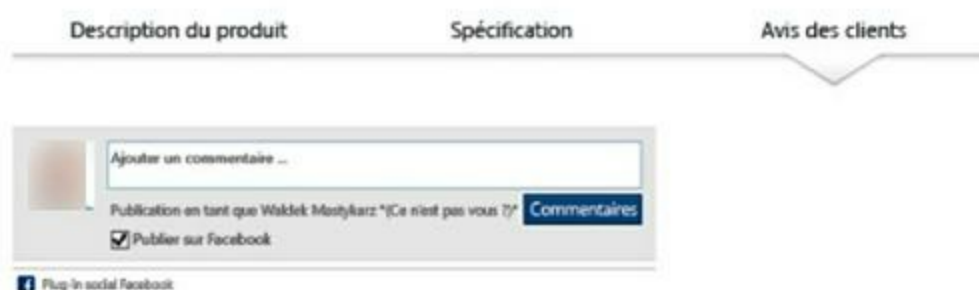 Description du produit Spécification Avis des clients
Ajouter un commentaire ...
Publication en tant que Waldek Mastykarz "(Ce n'est pas vous ?)" Commentaires
Publier sur Facebook
Plug-in social Facebook